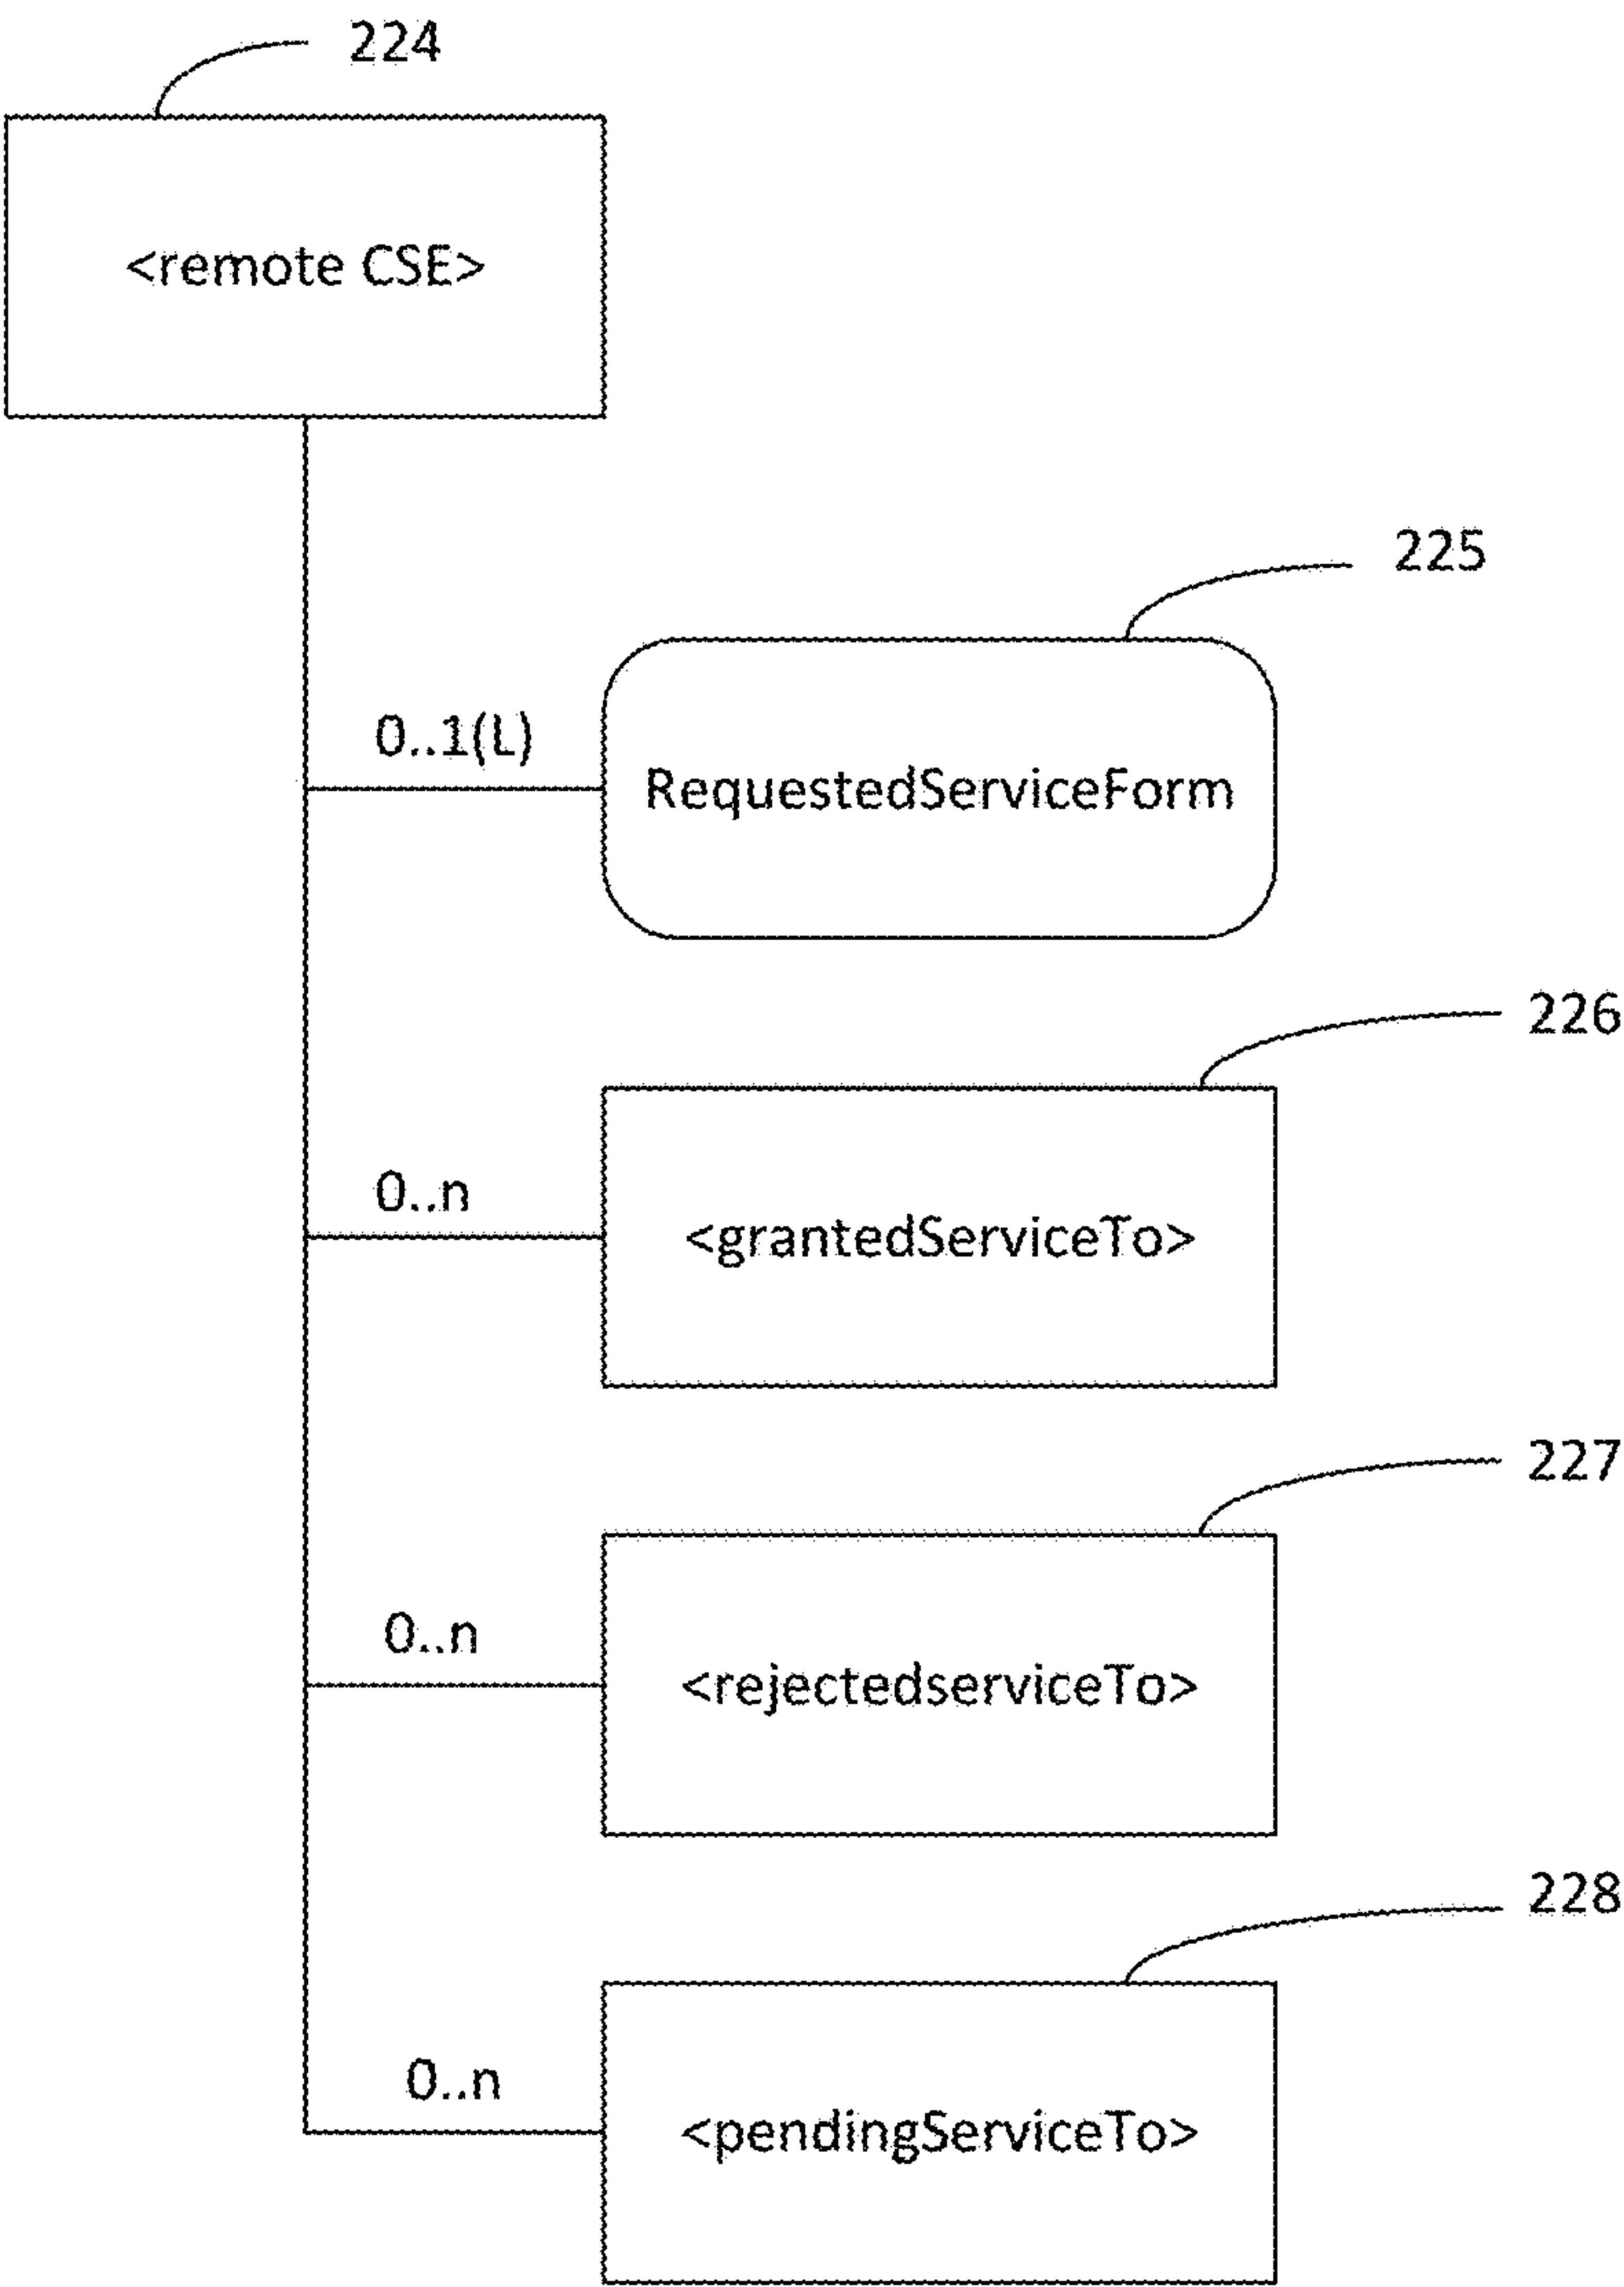 224
<remote CSE>
225
0..1(L)
RequestedServiceForm
226
0..n
<grantedServiceTo>
227
0..n
<rejectedserviceTo>
228
0..n
<pendingServiceTo>